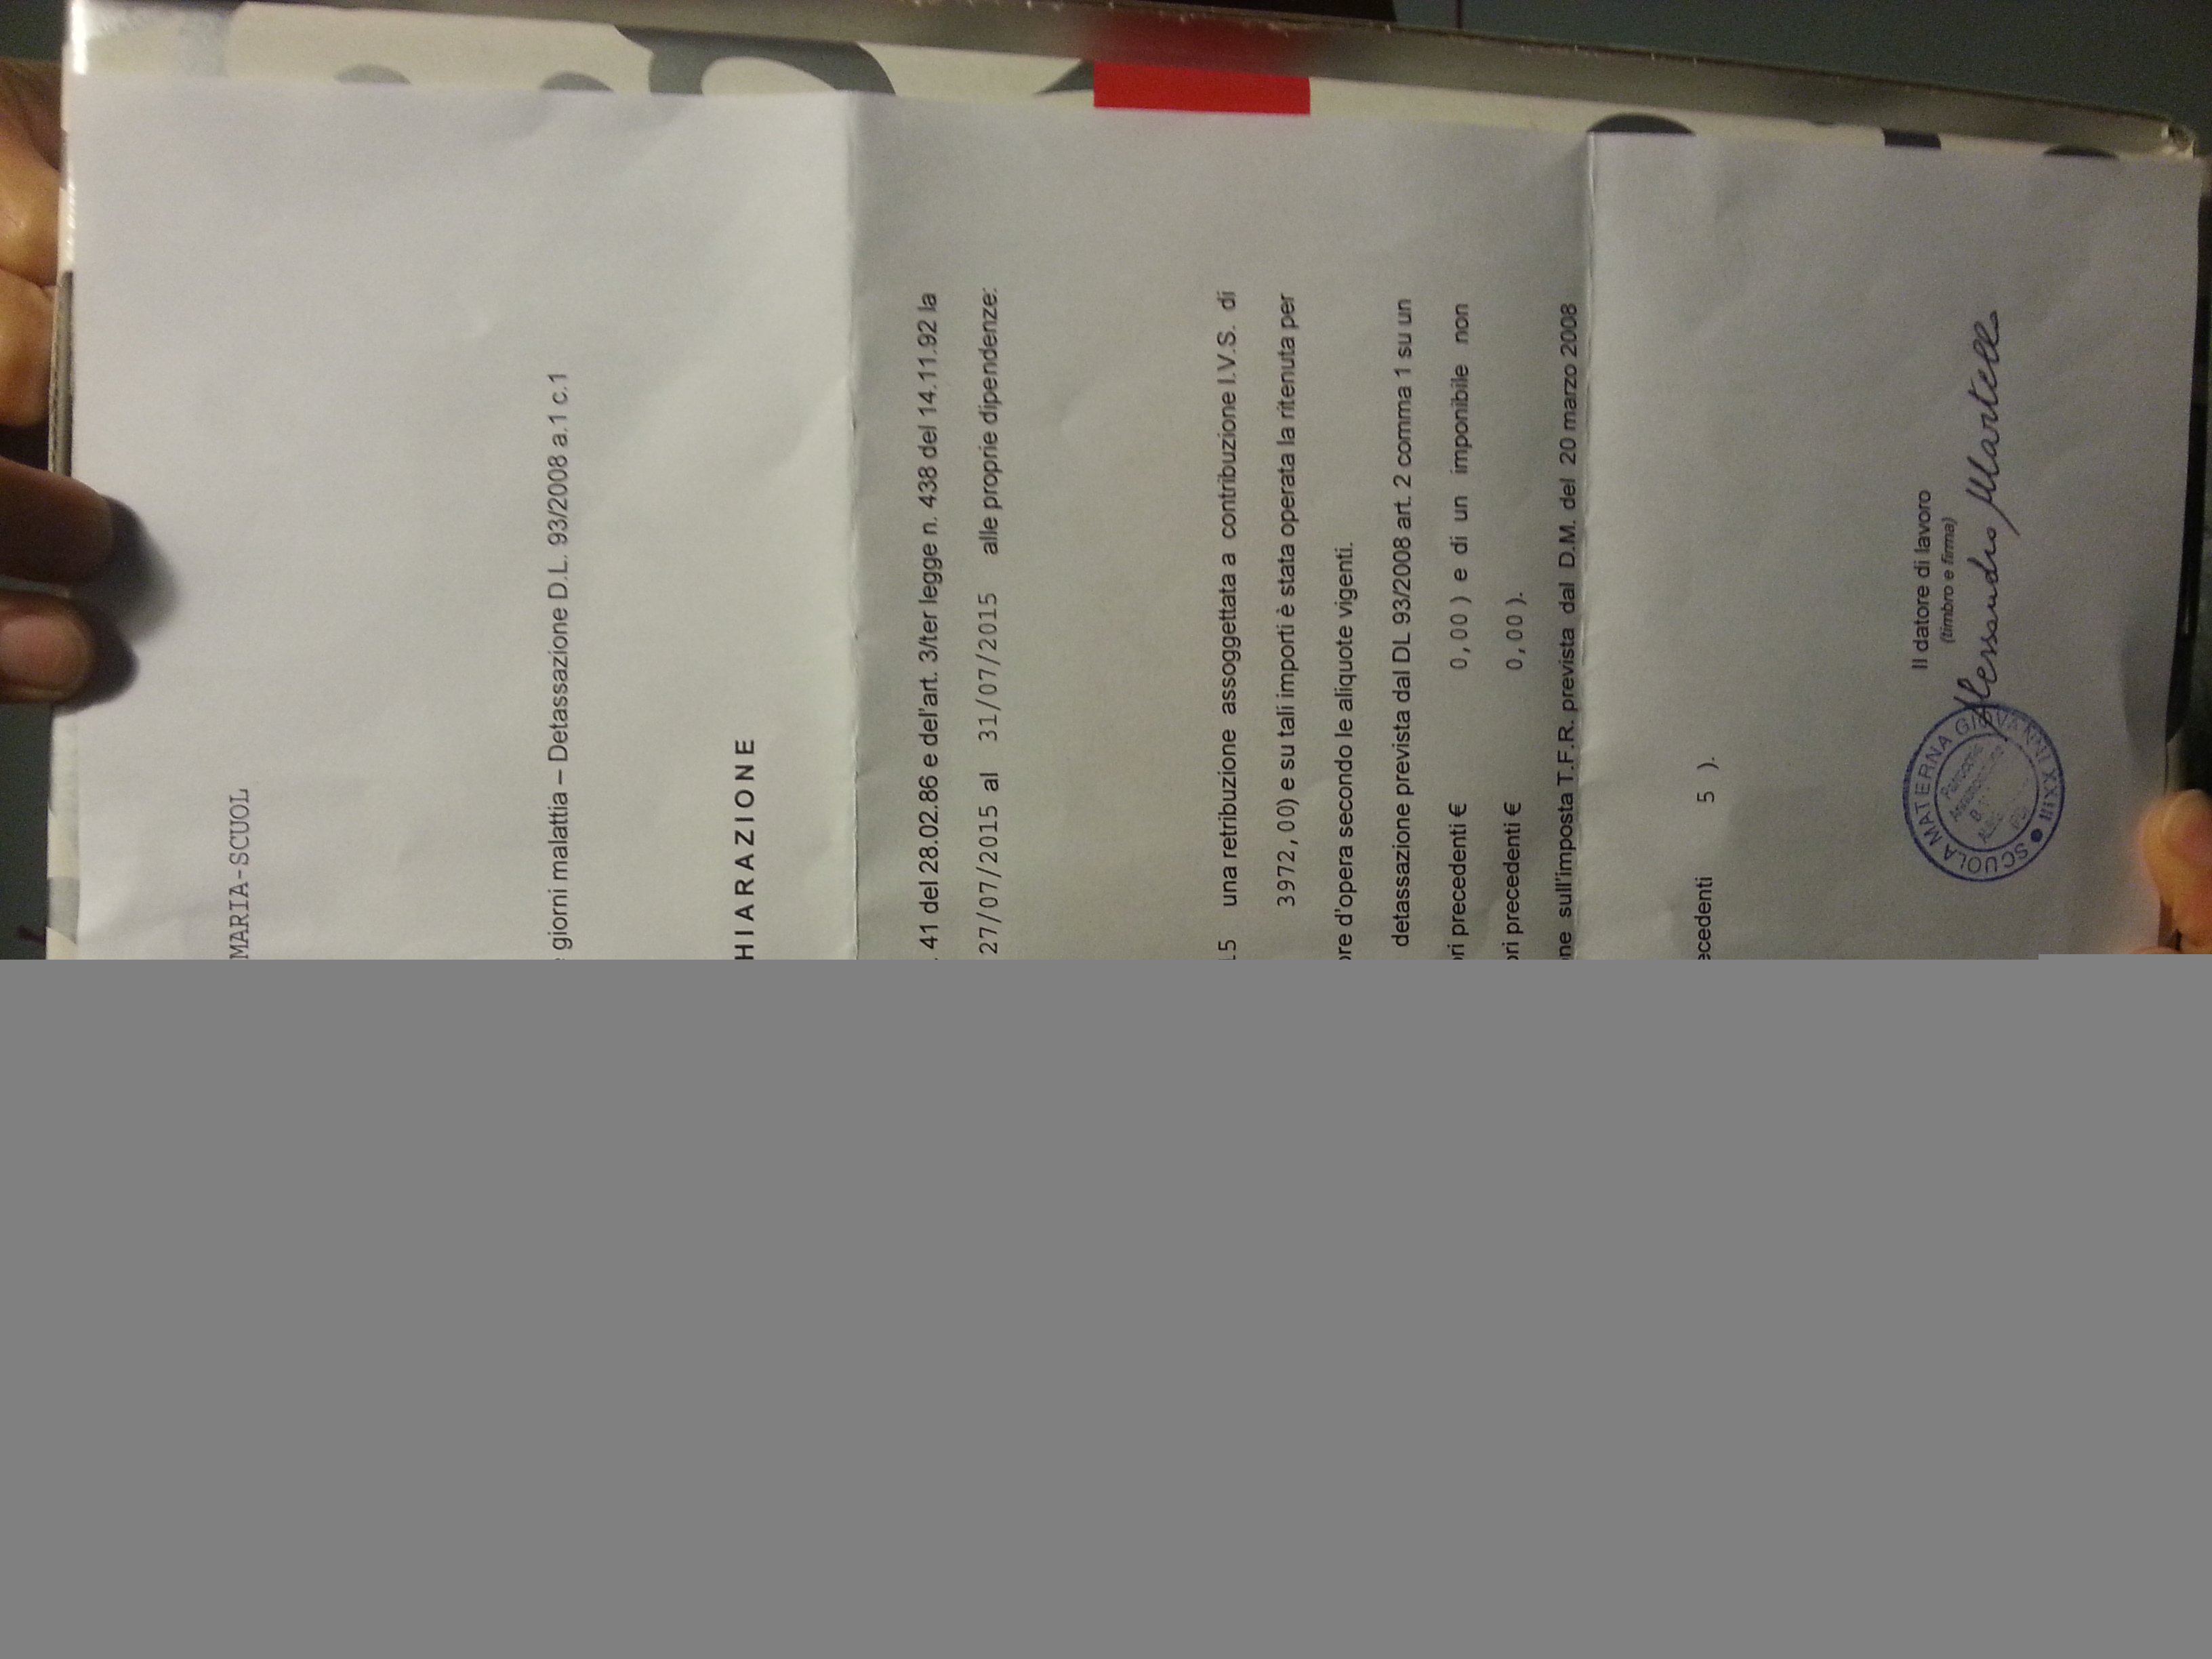 MARIA-SCUOL
giorni malattia – Detassazione D.L. 93/2008 a.1 c.1
HIARAZIONE
41 del 28.02.86 e del'art. 3/ter legge n. 438 del 14.11.92 la
27/07/2015 al 31/07/2015 alle proprie dipendenze:
15 una retribuzione assoggettata a contribuzione I.V.S. di
3972,00) e su tali importi è stata operata la ritenuta per
re d'opera secondo le aliquote vigenti.
detassazione prevista dal DL 93/2008 art. 2 comma 1 su un
ri precedenti € 0,00 ) e di un imponibile non
ri precedenti € 0,00 ).
ne sull'imposta T.F.R. prevista dal D.M. del 20 marzo 2008
ecedenti 5 ).
Il datore di lavoro
(timbro e firma)
Alessandro Martello
SCUOLA MATERNA GIOVANNI XXIII